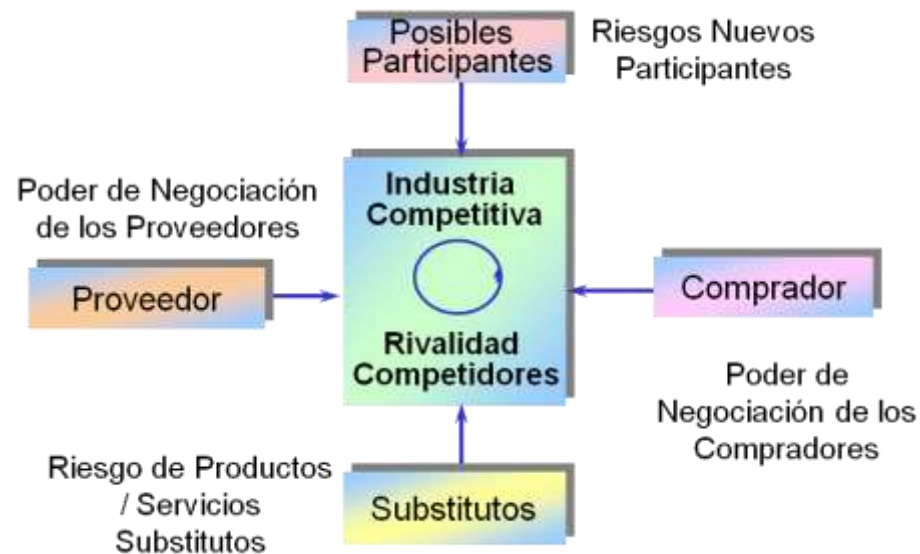 Posibles
Participantes
Riesgos Nuevos
Participantes
Poder de Negociación
de los Proveedores
Proveedor
Industria
Competitiva
Rivalidad
Competidores
Comprador
Poder de
Negociación de los
Compradores
Riesgo de Productos
/ Servicios
Substitutos
Substitutos